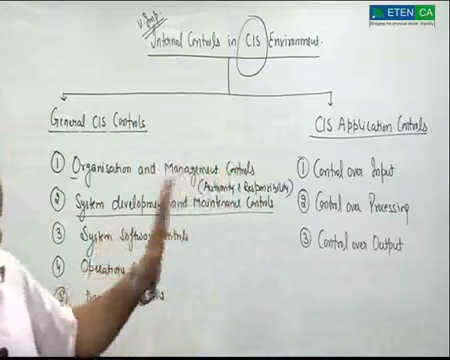 v. Imp.
Internal Controls in CIS Environment.
ETEN CA
General CIS Controls
CIS Application Controls
① Organisation and Management Controls
(Authority & Responsibility)
② System development and Maintenance Controls
③ System Software Controls
④ Operations
⑤
① Control over Input
② Control over Processing
③ Control over Output